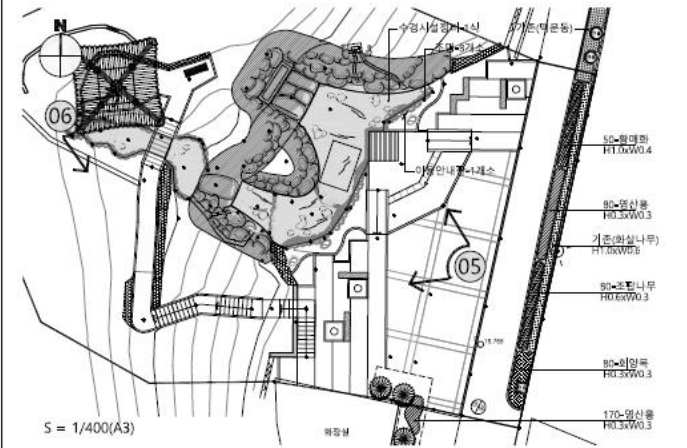 N
수경시설정비-1식
조명-3개소
기존(맥문동)
06
이용안내판-1개소
50-황매화
H1.0xW0.4
80-영산홍
H0.3xW0.3
기존(화살나무)
H1.0xW0.6
05
80-조팝나무
H0.6xW0.3
80-회양목
H0.3xW0.3
170-영산홍
H0.3xW0.3
S = 1/400(A3)
화장실